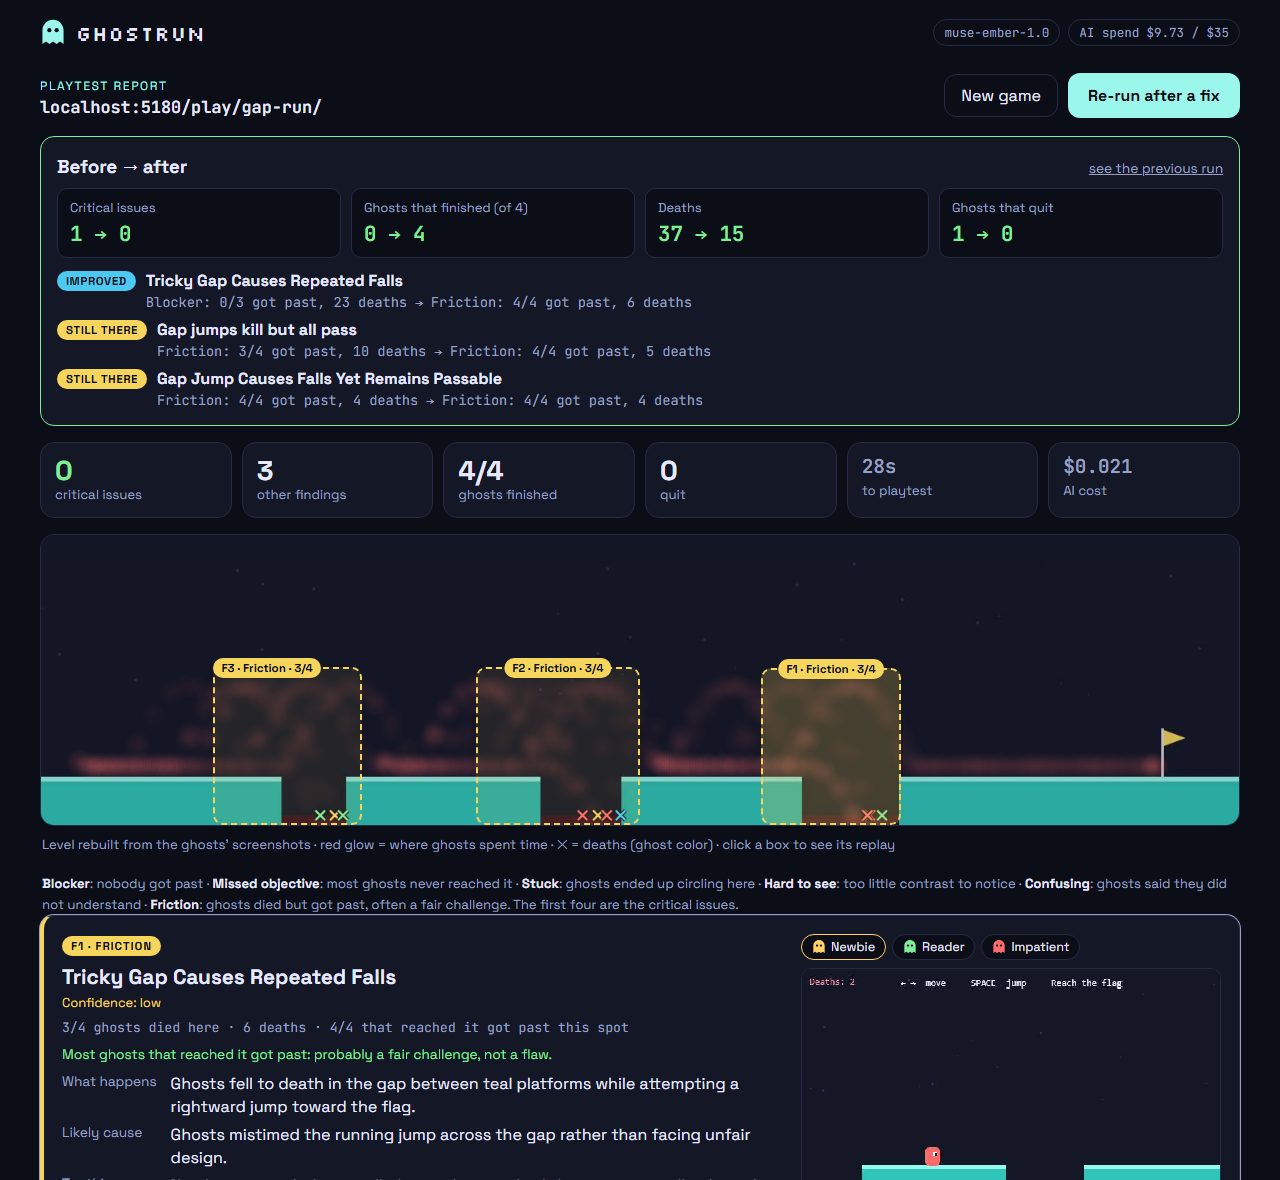 GHOSTRUN
muse-ember-1.0
AI spend $9.73 / $35
PLAYTEST REPORT
localhost:5180/play/gap-run/
New game
Re-run after a fix
Before → after
see the previous run
Critical issues
1 → 0
Ghosts that finished (of 4)
0 → 4
Deaths
37 → 15
Ghosts that quit
1 → 0
IMPROVED Tricky Gap Causes Repeated Falls
Blocker: 0/3 got past, 23 deaths → Friction: 4/4 got past, 6 deaths
STILL THERE Gap jumps kill but all pass
Friction: 3/4 got past, 10 deaths → Friction: 4/4 got past, 5 deaths
STILL THERE Gap Jump Causes Falls Yet Remains Passable
Friction: 4/4 got past, 4 deaths → Friction: 4/4 got past, 4 deaths
0
critical issues
3
other findings
4/4
ghosts finished
0
quit
28s
to playtest
$0.021
AI cost
F3 · Friction · 3/4
F2 · Friction · 3/4
F1 · Friction · 3/4
Level rebuilt from the ghosts' screenshots · red glow = where ghosts spent time · × = deaths (ghost color) · click a box to see its replay
Blocker: nobody got past · Missed objective: most ghosts never reached it · Stuck: ghosts ended up circling here · Hard to see: too little contrast to notice · Confusing: ghosts said they did
not understand · Friction: ghosts died but got past, often a fair challenge. The first four are the critical issues.
F1 · FRICTION
Tricky Gap Causes Repeated Falls
Confidence: low
3/4 ghosts died here · 6 deaths · 4/4 that reached it got past this spot
Most ghosts that reached it got past: probably a fair challenge, not a flaw.
What happens Ghosts fell to death in the gap between teal platforms while attempting a
rightward jump toward the flag.
Likely cause Ghosts mistimed the running jump across the gap rather than facing unfair
design.
Newbie
Reader
Impatient
Deaths: 2
← → move
SPACE jump
Reach the flag